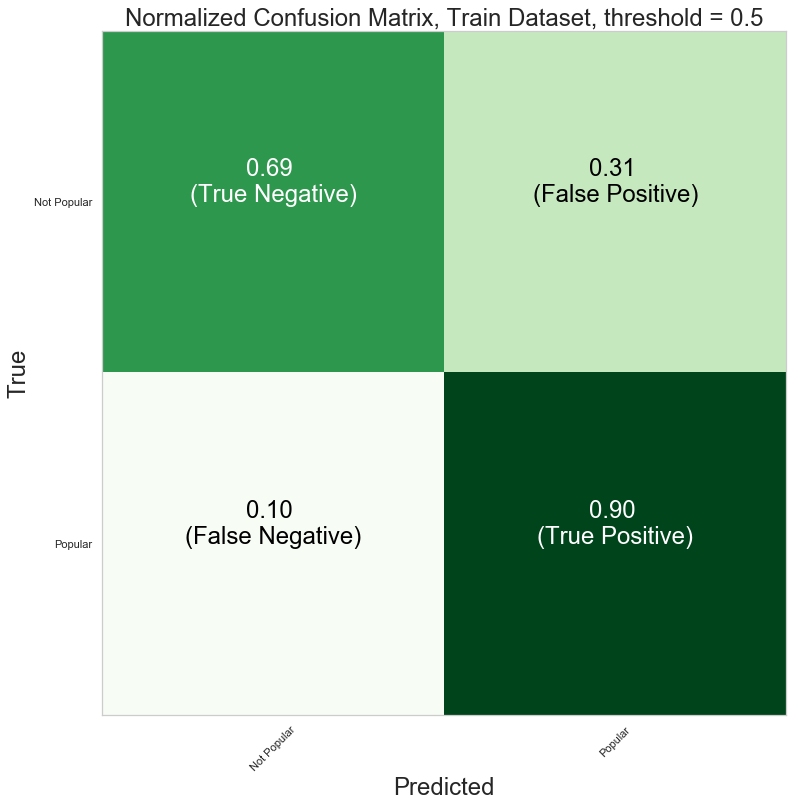 Normalized Confusion Matrix, Train Dataset, threshold = 0.5
True
Not Popular
0.69
(True Negative)
0.31
(False Positive)
Popular
0.10
(False Negative)
0.90
(True Positive)
Not Popular
Popular
Predicted